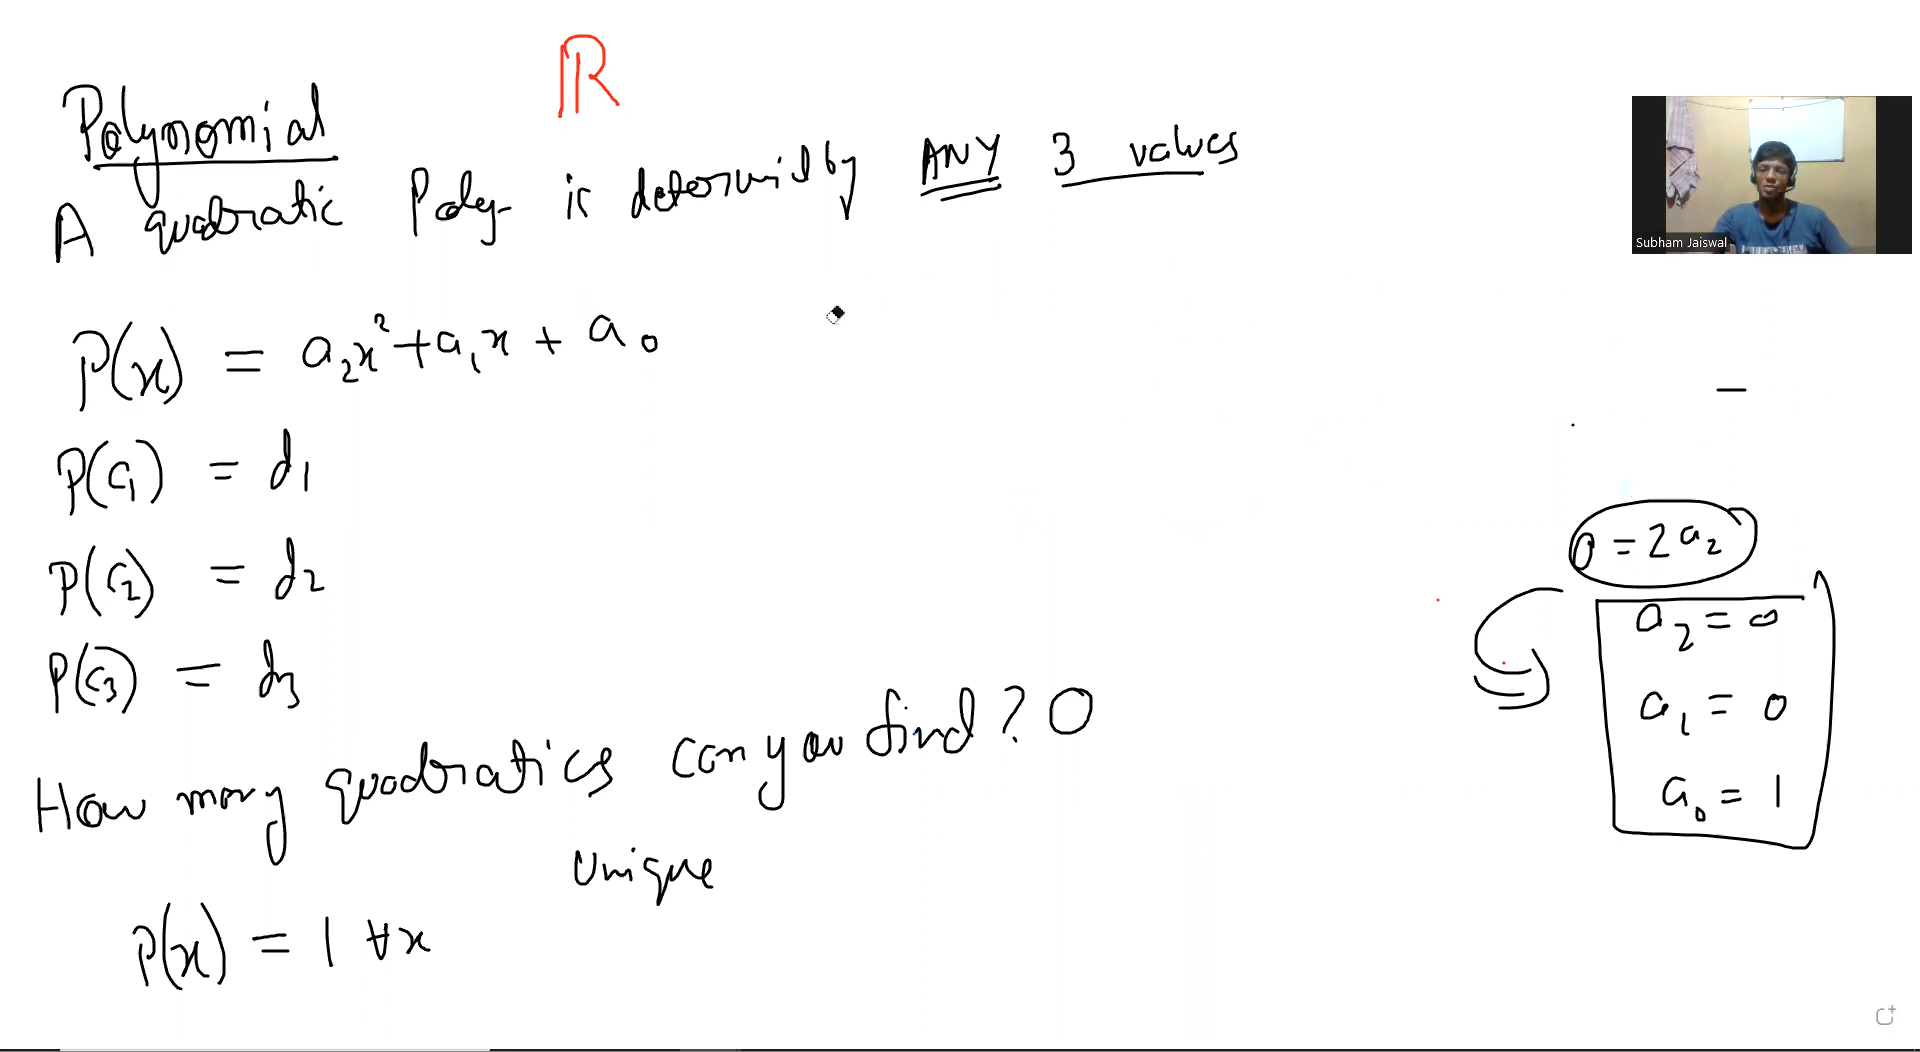 ℝ
Polynomial
A quadratic Poly is determined by ANY 3 values
P(x) = a₂x² + a₁x + a₀
P(c₁) = d₁
P(c₂) = d₂
P(c₃) = d₃
How many quadratics can you find? 0
unique
P(x) = 1 ∀x
0 = 2a₂
a₂ = 0
a₁ = 0
a₀ = 1
Subham Jaiswal